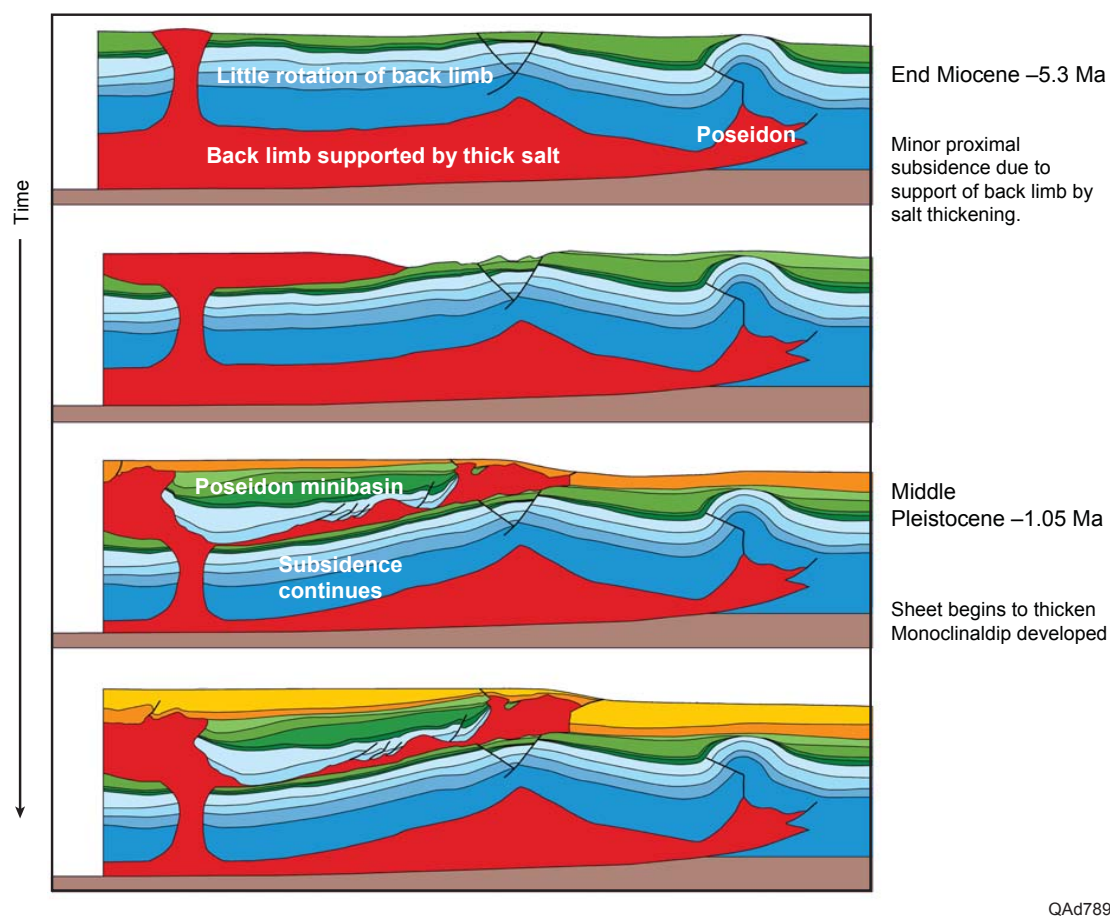 Time
Little rotation of back limb
Back limb supported by thick salt
Poseidon
End Miocene –5.3 Ma
Minor proximal
subsidence due to
support of back limb by
salt thickening.
Poseidon minibasin
Subsidence
continues
Middle
Pleistocene –1.05 Ma
Sheet begins to thicken
Monoclinaldip developed
QAd789